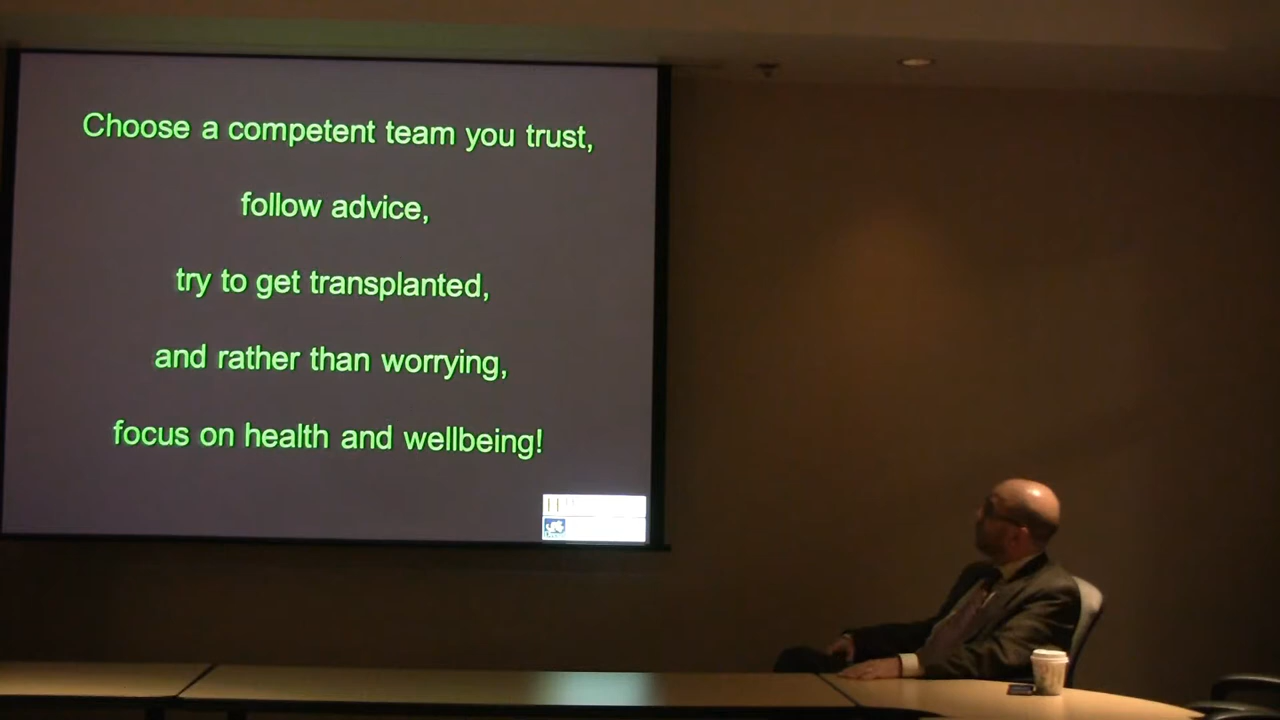 Choose a competent team you trust,
follow advice,
try to get transplanted,
and rather than worrying,
focus on health and wellbeing!